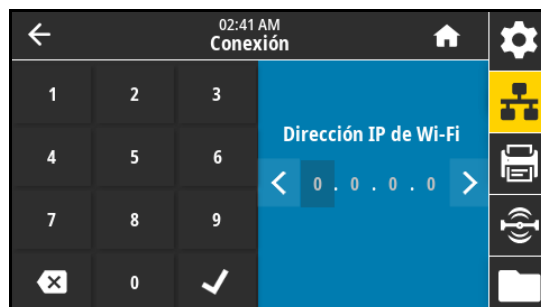 02:41 AM
Conexión
1 2 3
4 5 6
7 8 9
0
Dirección IP de Wi-Fi
0 . 0 . 0 . 0